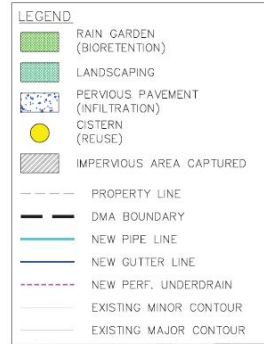 LEGEND
RAIN GARDEN
(BIORETENTION)
LANDSCAPING
PERVIOUS PAVEMENT
(INFILTRATION)
CISTERN
(REUSE)
IMPERVIOUS AREA CAPTURED
PROPERTY LINE
DMA BOUNDARY
NEW PIPE LINE
NEW GUTTER LINE
NEW PERF. UNDERDRAIN
EXISTING MINOR CONTOUR
EXISTING MAJOR CONTOUR